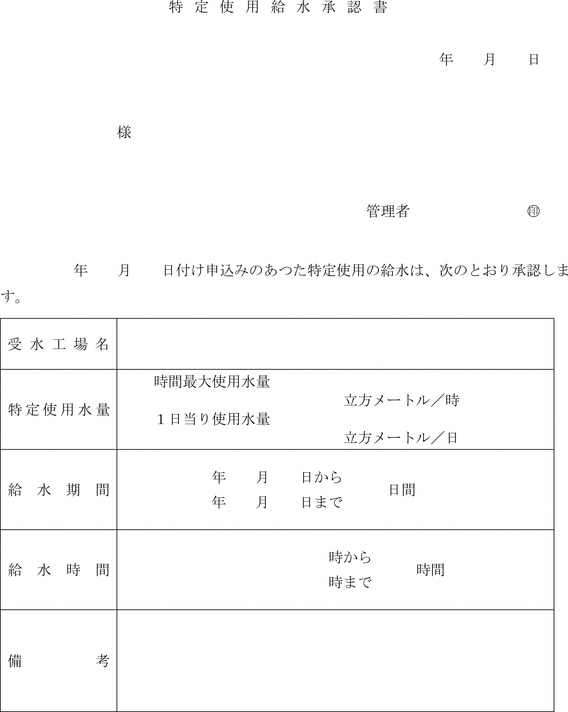 特定使用給水承認書
年　　月　　日
様
管理者　　　　　　　　㊞
年　　月　　日付け申込みのあつた特定使用の給水は、次のとおり承認しま
す。
受水工場名
特定使用水量
時間最大使用水量
立方メートル／時
１日当り使用水量
立方メートル／日
給水期間
年　　月　　日から
年　　月　　日まで
日間
給水時間
時から
時まで
時間
備考